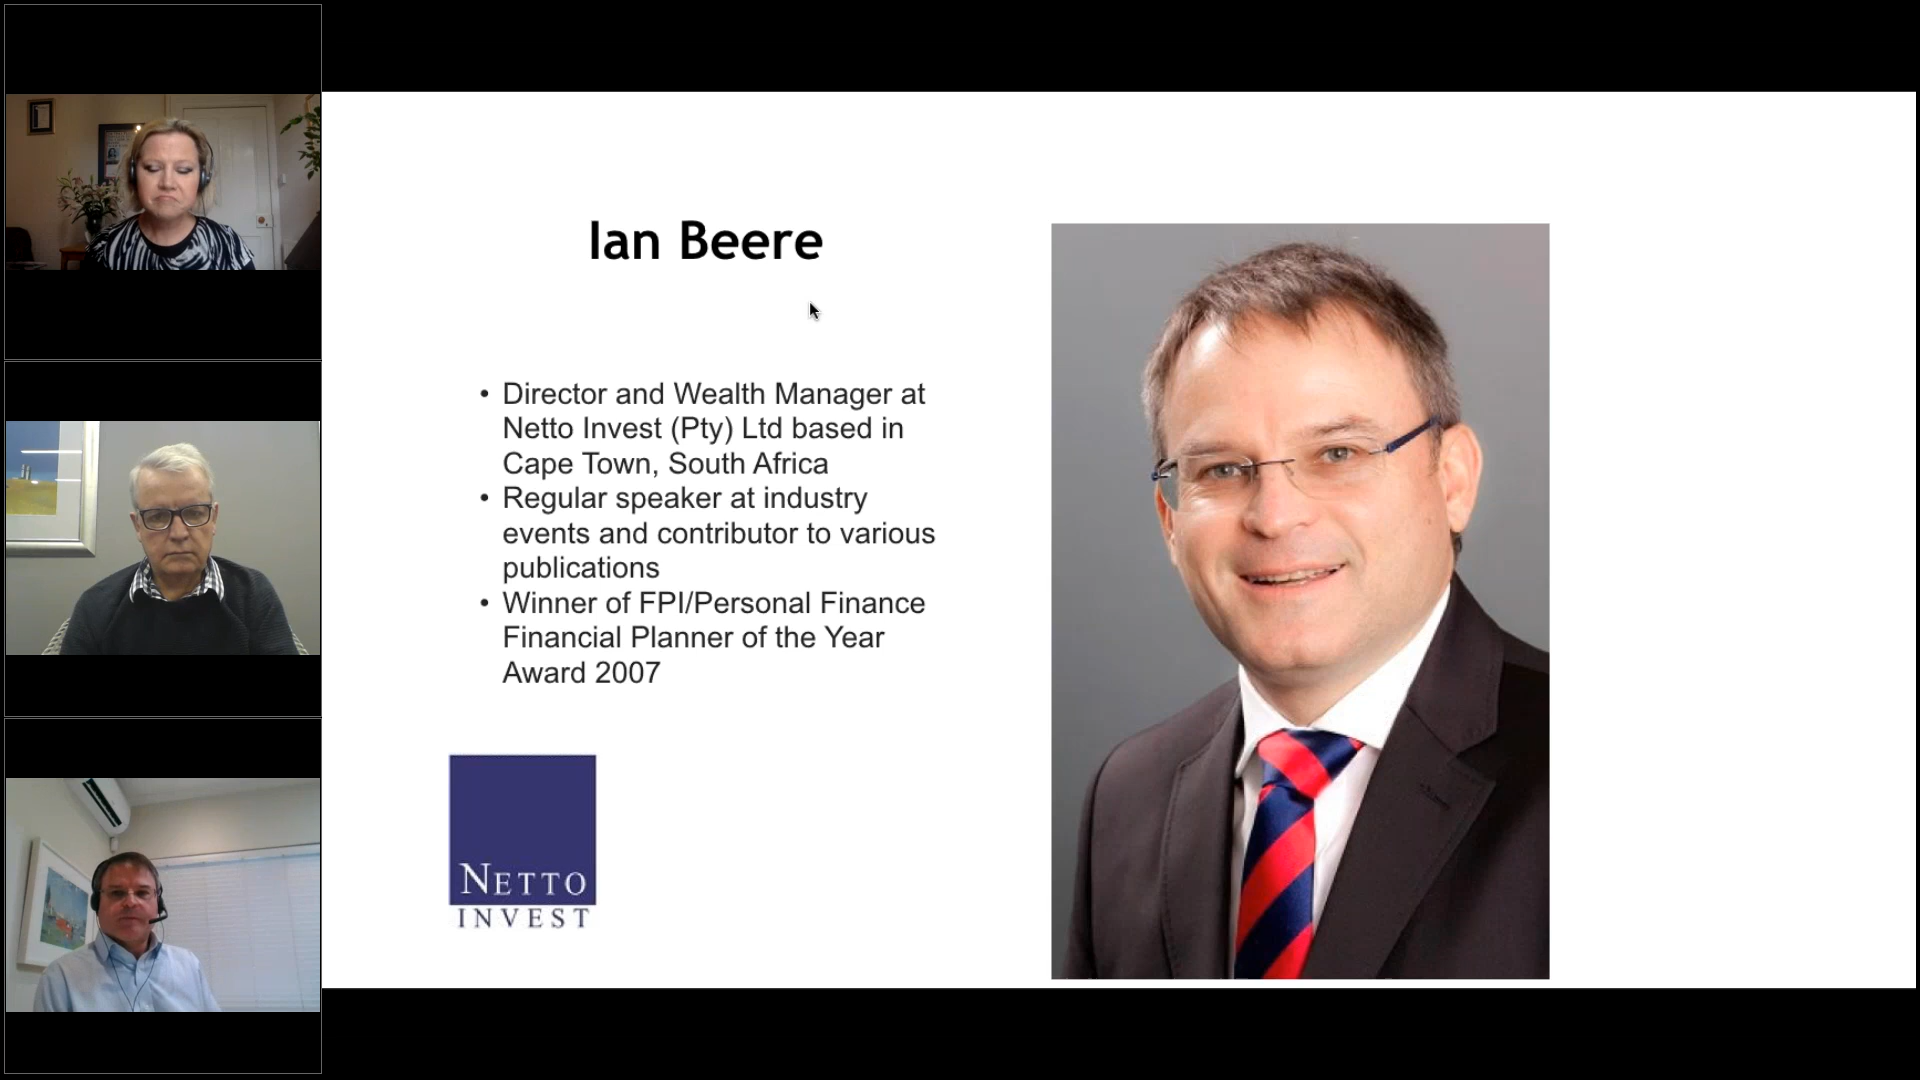 Ian Beere
• Director and Wealth Manager at
Netto Invest (Pty) Ltd based in
Cape Town, South Africa
• Regular speaker at industry
events and contributor to various
publications
• Winner of FPI/Personal Finance
Financial Planner of the Year
Award 2007
NETTO
INVEST